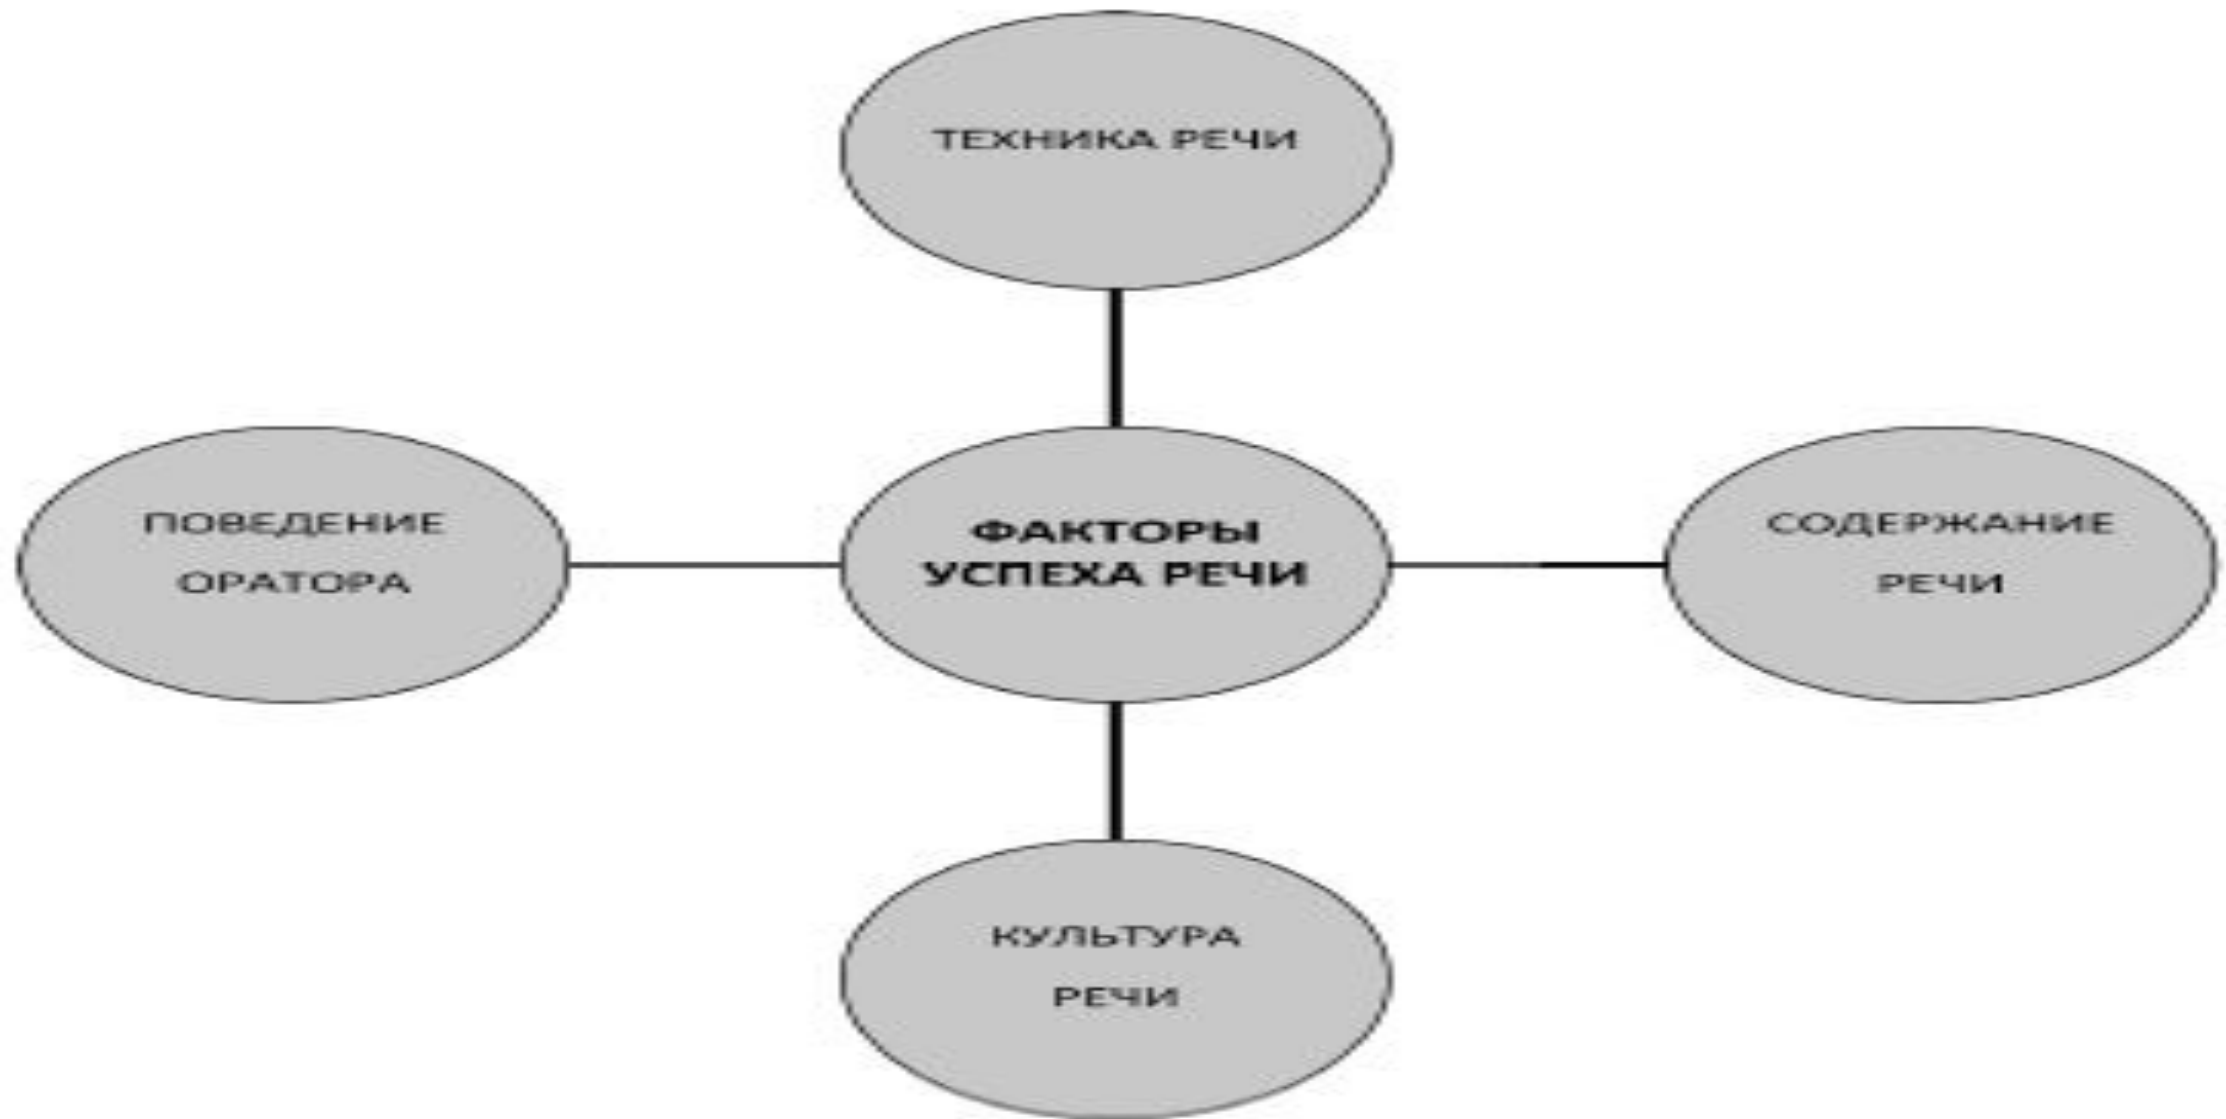 ТЕХНИКА РЕЧИ
ПОВЕДЕНИЕ
ОРАТОРА
ФАКТОРЫ
УСПЕХА РЕЧИ
СОДЕРЖАНИЕ
РЕЧИ
КУЛЬТУРА
РЕЧИ